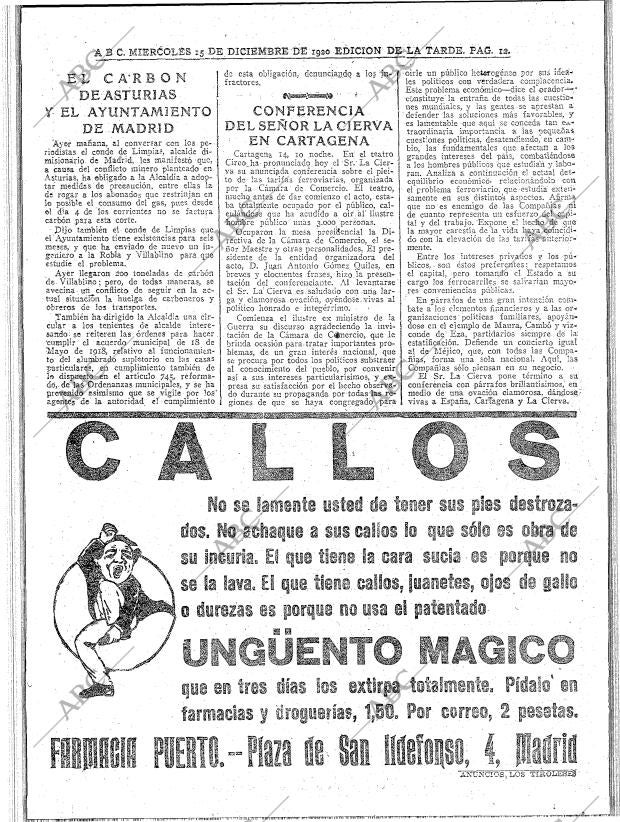 A B C. MIERCOLES 15 DE DICIEMBRE DE 1920 EDICION DE LA TARDE. PAG. 12.
EL CARBON
DE ASTURIAS
Y EL AYUNTAMIENTO
DE MADRID
Ayer mañana, al conversar con los periodistas
el conde de Limpias, alcalde dimisionario
de Madrid, les manifestó que,
a causa del conflicto minero planteado en
Asturias, ha obligado a la Alcaldía a adoptar
medidas de precaución, entre ellas la
de rogar a los abonados que restrinjan en
lo posible el consumo del gas, pues desde
el día 4 de los corrientes no se factura
carbón para esta corte.
Dijo también el conde de Limpias que
el Ayuntamiento tiene existencias para seis
meses, y que ha enviado de nuevo un ingeniero
a la Robla y Villablino para que
estudie el problema.
Ayer llegaron 200 toneladas de carbón
de Villablino; pero, de todas maneras, se
avecina un conflicto de seguir en la actual
situación la huelga de carboneros y
obreros de los transportes.
También ha dirigido la Alcaldía una circular
a los tenientes de alcalde interesando
se reiteren las órdenes para hacer
cumplir el acuerdo municipal de 18 de
Mayo de 1918, relativo al funcionamiento
del alumbrado supletorio en las casas
particulares, en cumplimiento también de
lo dispuesto en el artículo 745, reformado,
de las Ordenanzas municipales, y se ha
prevenido asimismo que se vigile por los
agentes de la autoridad el cumplimiento
de esta obligación, denunciando a los infractores.
CONFERENCIA
DEL SEÑOR LA CIERVA
EN CARTAGENA
Cartagena 14, 10 noche. En el teatro
Circo ha pronunciado hoy el Sr. La Cierva
su anunciada conferencia sobre el pleito
de las tarifas ferroviarias, organizada
por la Cámara de Comercio. El teatro,
mucho antes de dar comienzo el acto, estaba
totalmente ocupado por el público, calculándose
que ha acudido a oir al ilustre
hombre público unas 3.000 personas.
Ocuparon la mesa presidencial la Directiva
de la Cámara de Comercio, el señor
Maestre y otras personalidades. El presidente
de la entidad organizadora del
acto, D. Juan Antonio Gómez Quiles, en
breves y elocuentes frases, hizo la presentación
del conferenciante. Al levantarse
el Sr. La Cierva es saludado con una larga
y clamorosa ovación, oyéndose vivas al
político honrado e integérrimo.
Comienza el ilustre ex ministro de la
Guerra su discurso agradeciendo la invitación
de la Cámara de Comercio, que le
brinda ocasión para tratar importantes problemas,
de un gran interés nacional, que
se procura por todos los políticos substraer
al conocimiento del pueblo, por convenir
así a sus intereses particularísimos, y expresa
su satisfacción por el hecho observado
durante su propaganda por todas las regiones
de que se haya congregado para
oirle un público heterogéneo por sus ideales
políticos con verdadera complacencia.
Este problema económico—dice el orador—
constituye la entraña de todas las cuestiones
mundiales, y las gentes se aprestan a
defender las soluciones más favorables, y
es lamentable que aquí se conceda tan extraordinaria
importancia a las pequeñas
cuestiones políticas, desatendiendo, en cambio,
las fundamentales que afectan a los
grandes intereses del país, combatiéndose
a los hombres públicos que estudian y laboran.
Analiza a continuación el actual desequilibrio
económico relacionándolo con
el problema ferroviario, que estudia extensamente
en sus distintos aspectos. Afirma
que no es enemigo de las Compañías ni
de cuanto represente un esfuerzo del capital
y del trabajo. Expone el hecho de que
la mayor carestía de la vida ha coincidido
con la elevación de las tarifas anteriormente.
Entre los intereses privados y los públicos,
son éstos preferentes; respetamos
el capital, pero tomando el Estado a su
cargo los ferrocarriles se salvarían mayores
conveniencias públicas.
En párrafos de una gran intención combate
a los elementos financieros y a las organizaciones
políticas familiares, apoyándose
en el ejemplo de Maura, Cambó y vizconde
de Eza, partidarios siempre de la
estatificación. Defiende un concierto igual
al de Méjico, que, con todas las Compañías,
forma una sola nacional. Aquí, las
Compañías sólo piensan en su negocio.
El Sr. La Cierva pone término a su
conferencia con párrafos brillantísimos, en
medio de una ovación clamorosa, dándose
vivas a España, Cartagena y La Cierva.
CALLOS
No se lamente usted de tener sus pies destroza-
dos. No achaque a sus callos lo que sólo es obra de
su incuria. El que tiene la cara sucia es porque no
se la lava. El que tiene callos, juanetes, ojos de gallo
o durezas es porque no usa el patentado
UNGÜENTO MAGICO
que en tres días los extirpa totalmente. Pídalo en
farmacias y droguerías, 1,50. Por correo, 2 pesetas.
FARMACIA PUERTO.--Plaza de San Ildefonso, 4, Madrid
ANUNCIOS, LOS TIROLESES